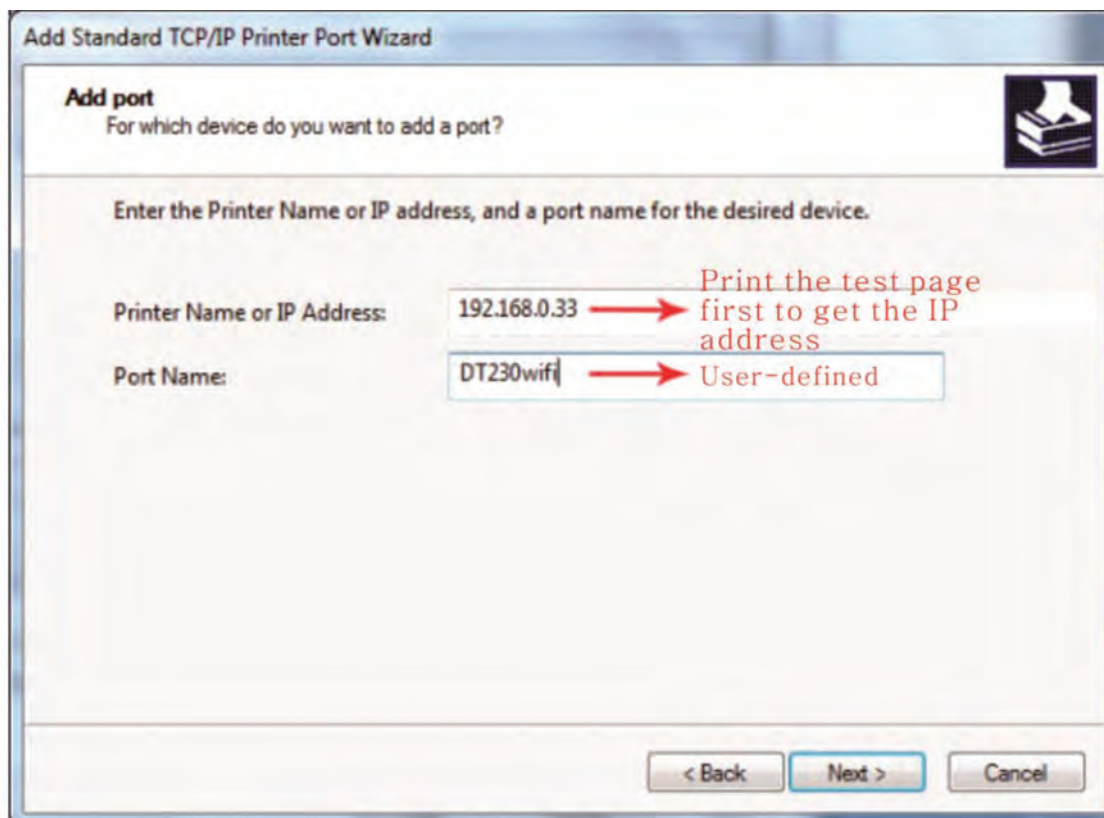 Add Standard TCP/IP Printer Port Wizard
Add port
For which device do you want to add a port?
Enter the Printer Name or IP address, and a port name for the desired device.
Printer Name or IP Address:
192.168.0.33
Print the test page
first to get the IP
address
Port Name:
DT230wifi
User-defined
< Back
Next >
Cancel